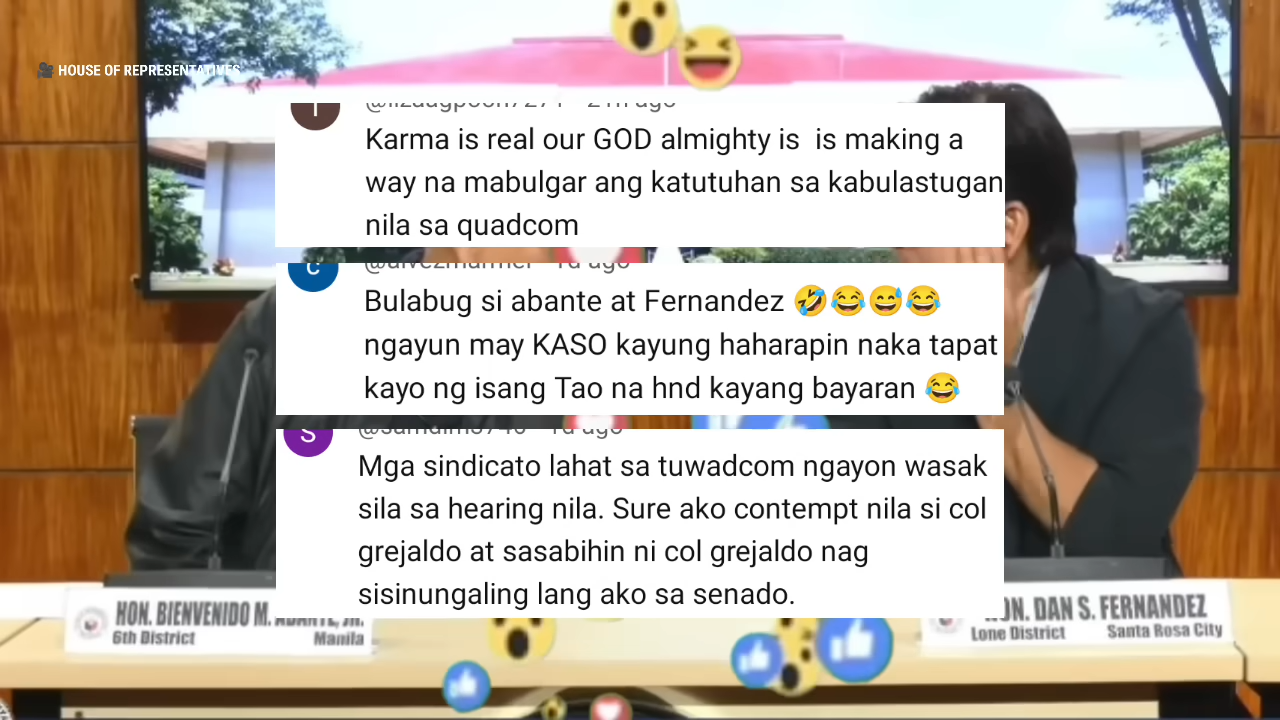 HOUSE OF REPRESENTATIVES
Karma is real our GOD almighty is is making a
way na mabulgar ang katutuhan sa kabulastugan
nila sa quadcom
C
Bulabug si abante at Fernandez 🤣😂😅😂
ngayun may KASO kayung haharapin naka tapat
kayo ng isang Tao na hnd kayang bayaran 😂
S
Mga sindicato lahat sa tuwadcom ngayon wasak
sila sa hearing nila. Sure ako contempt nila si col
grejaldo at sasabihin ni col grejaldo nag
sisinungaling lang ako sa senado.
HON. BIENVENIDO M. ABANTE, JR.
6th District Manila
HON. DAN S. FERNANDEZ
Lone District Santa Rosa City